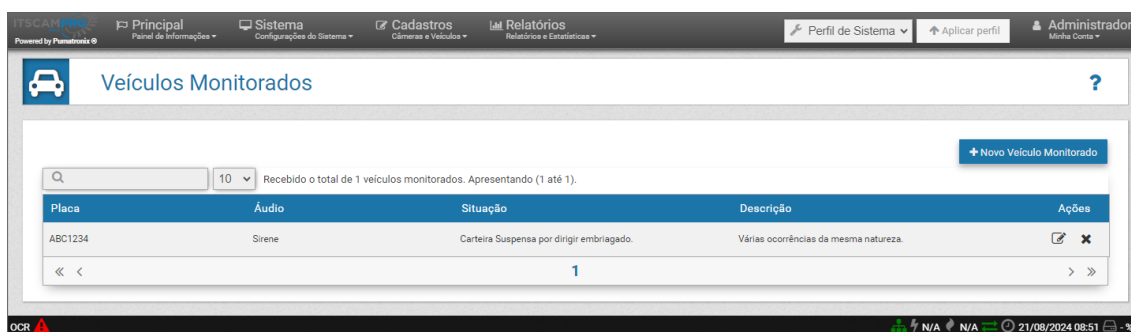 ITSCAMPRO
Powered by Pumatronix ®
Principal
Painel de Informações
Sistema
Configurações do Sistema
Cadastros
Câmeras e Veículos
Relatórios
Relatórios e Estatísticas
Perfil de Sistema
Aplicar perfil
Administrador
Minha Conta
Veículos Monitorados
?
+ Novo Veículo Monitorado
10
Recebido o total de 1 veículos monitorados. Apresentando (1 até 1).
Placa Áudio Situação Descrição Ações
ABC1234 Sirene Carteira Suspensa por dirigir embriagado. Várias ocorrências da mesma natureza.
« < 1 > »
OCR N/A N/A 21/08/2024 08:51 - %